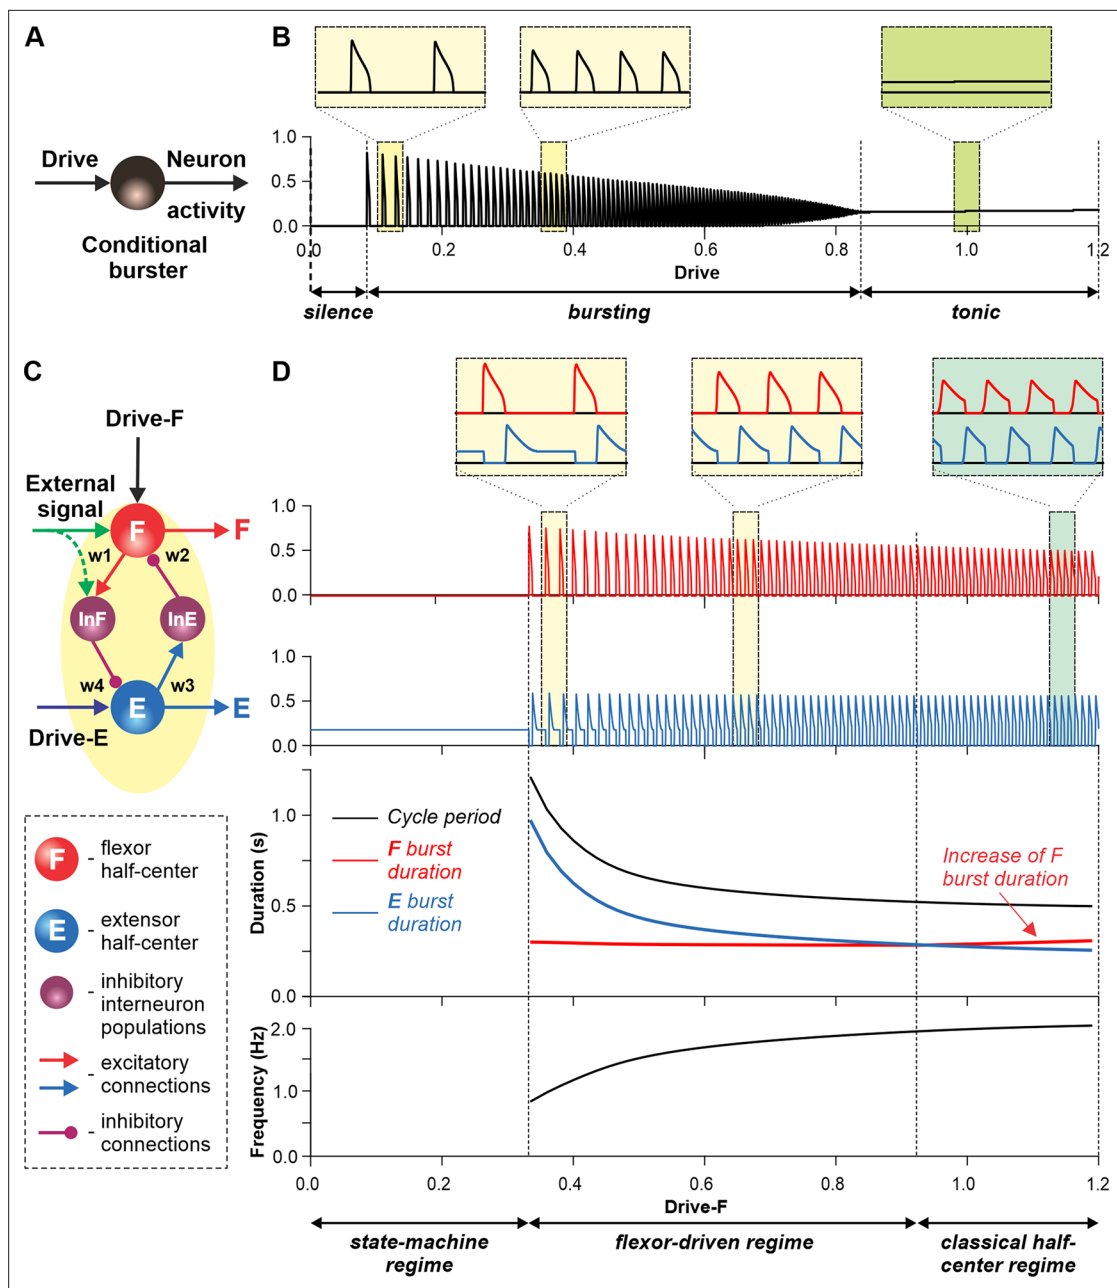 A
B
Drive
Neuron
activity
Conditional
burster
1.0
0.5
0.0
0.0
0.2
0.4
0.6
0.8
1.0
1.2
Drive
silence
bursting
tonic
C
D
Drive-F
External
signal
F
F
w1
w2
InF
InE
w4
w3
E
E
Drive-E
F
- flexor
half-center
E
- extensor
half-center
- inhibitory
interneuron
populations
- excitatory
connections
- inhibitory
connections
1.0
0.5
0.0
1.0
0.5
0.0
Duration (s)
1.0
0.5
0.0
Cycle period
F burst
duration
E burst
duration
Increase of F
burst duration
Frequency (Hz)
2.0
1.0
0.0
0.0
0.2
0.4
0.6
0.8
1.0
1.2
Drive-F
state-machine
regime
flexor-driven regime
classical half-
center regime